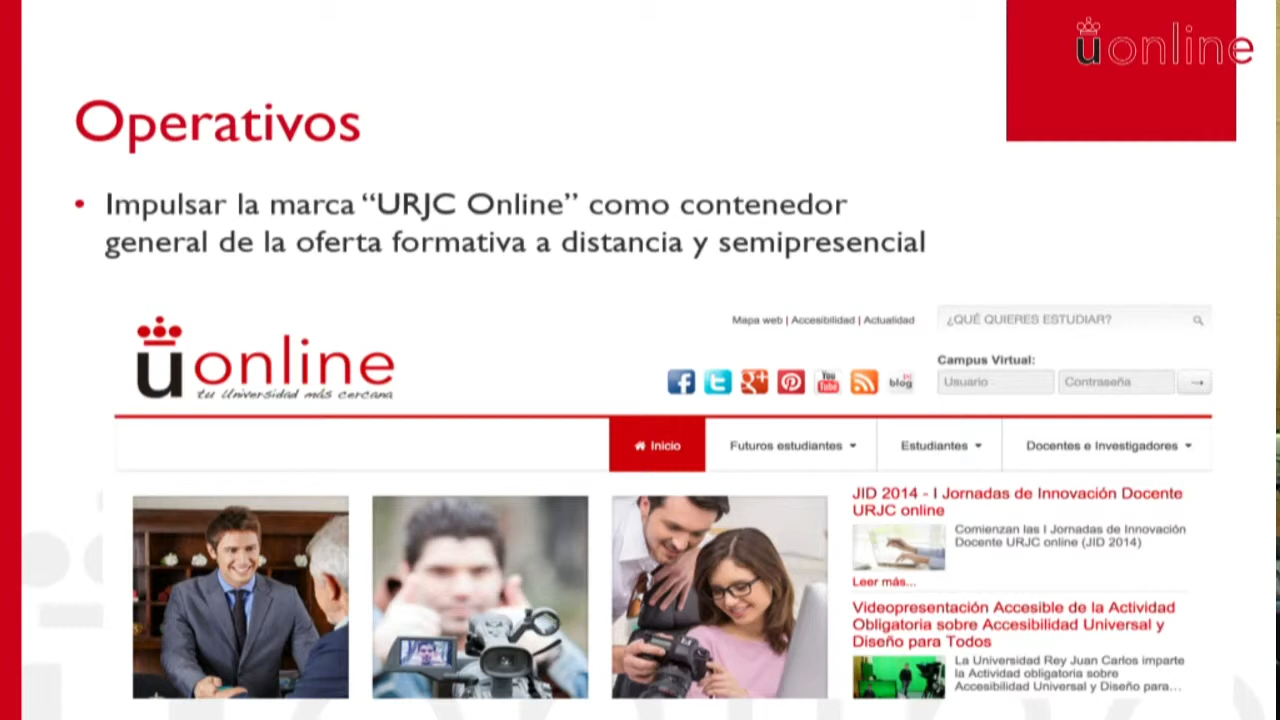 uonline
Operativos
• Impulsar la marca “URJC Online” como contenedor
general de la oferta formativa a distancia y semipresencial
Mapa web | Accesibilidad | Actualidad
¿QUÉ QUIERES ESTUDIAR?
uonline
tu Universidad más cercana
Campus Virtual:
You Tube
blog
Usuario
Contraseña
Inicio
Futuros estudiantes
Estudiantes
Docentes e Investigadores
JID 2014 - I Jornadas de Innovación Docente
URJC online
Comienzan las I Jornadas de Innovación
Docente URJC online (JID 2014)
Leer más...
Videopresentación Accesible de la Actividad
Obligatoria sobre Accesibilidad Universal y
Diseño para Todos
La Universidad Rey Juan Carlos imparte
la Actividad obligatoria sobre
Accesibilidad Universal y Diseño para...